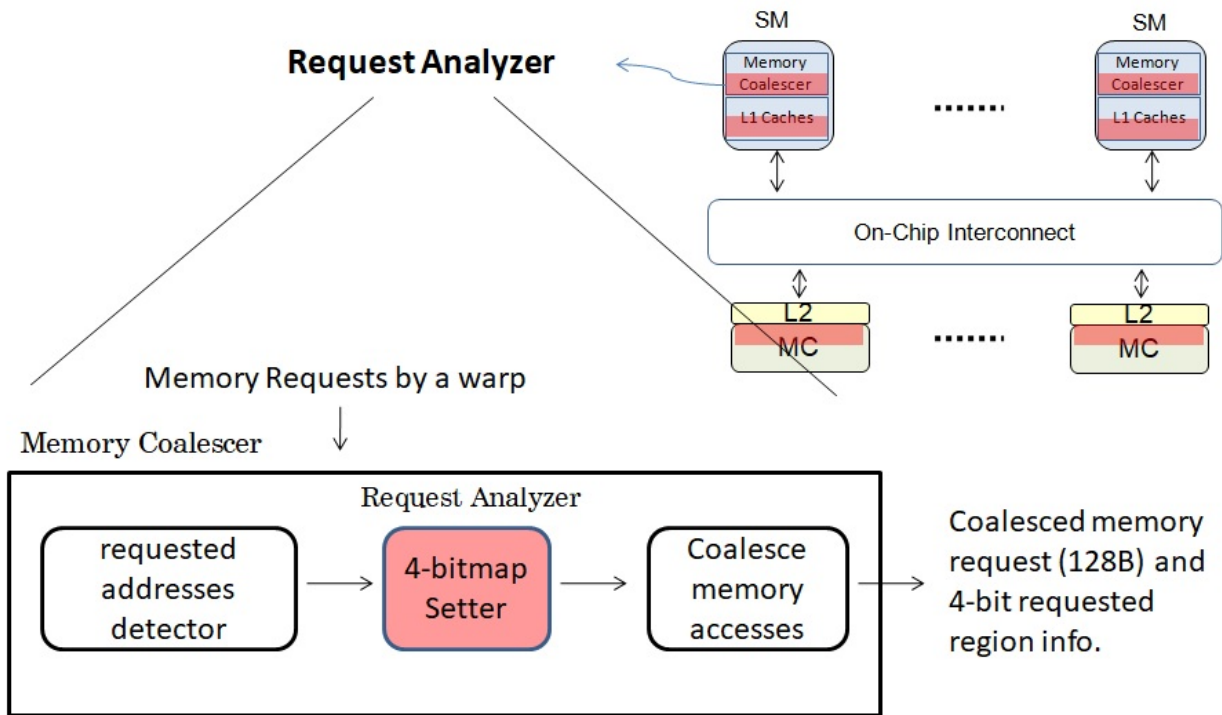 SM
SM
Request Analyzer
Memory
Coalescer
L1 Caches
Memory
Coalescer
L1 Caches
On-Chip Interconnect
L2
MC
L2
MC
Memory Requests by a warp
Memory Coalescer
Request Analyzer
requested
addresses
detector
4-bitmap
Setter
Coalesce
memory
accesses
Coalesced memory
request (128B) and
4-bit requested
region info.